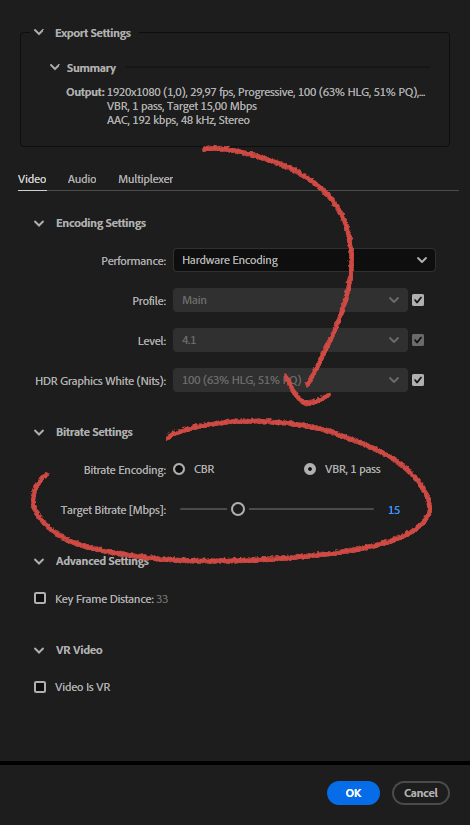 Export Settings
Summary
Output: 1920x1080 (1,0), 29,97 fps, Progressive, 100 (63% HLG, 51% PQ),...
VBR, 1 pass, Target 15,00 Mbps
AAC, 192 kbps, 48 kHz, Stereo
Video Audio Multiplexer
Encoding Settings
Performance: Hardware Encoding
Profile: Main
Level: 4.1
HDR Graphics White (Nits): 100 (63% HLG, 51% PQ)
Bitrate Settings
Bitrate Encoding: CBR VBR, 1 pass
Target Bitrate [Mbps]: 15
Advanced Settings
Key Frame Distance: 33
VR Video
Video Is VR
OK Cancel